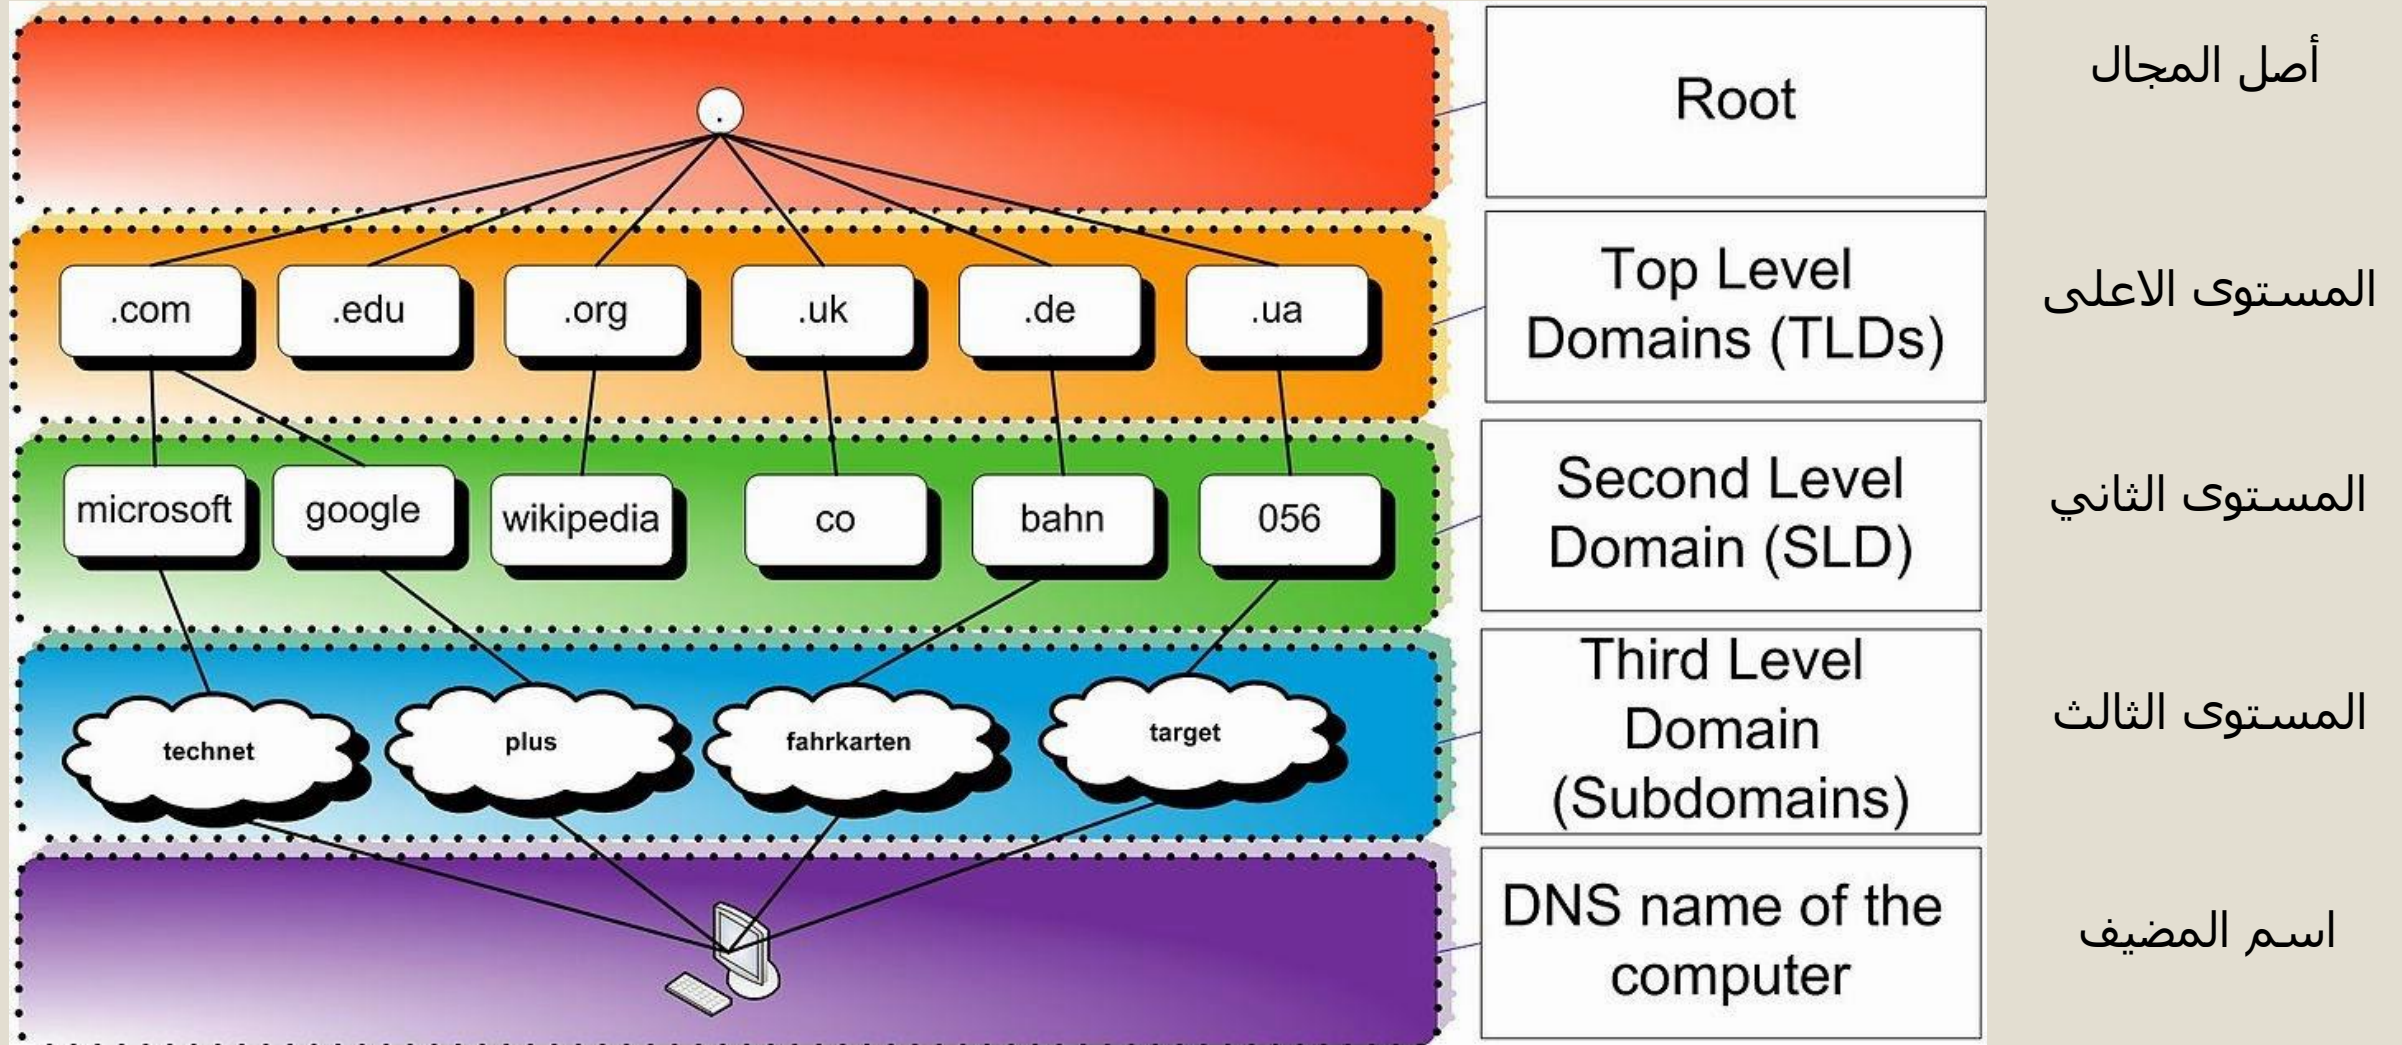 .
Root
أصل المجال
.com
.edu
.org
.uk
.de
.ua
Top Level
Domains (TLDs)
المستوى الاعلى
microsoft
google
wikipedia
co
bahn
056
Second Level
Domain (SLD)
المستوى الثاني
technet
plus
fahrkarten
target
Third Level
Domain
(Subdomains)
المستوى الثالث
DNS name of the
computer
اسم المضيف